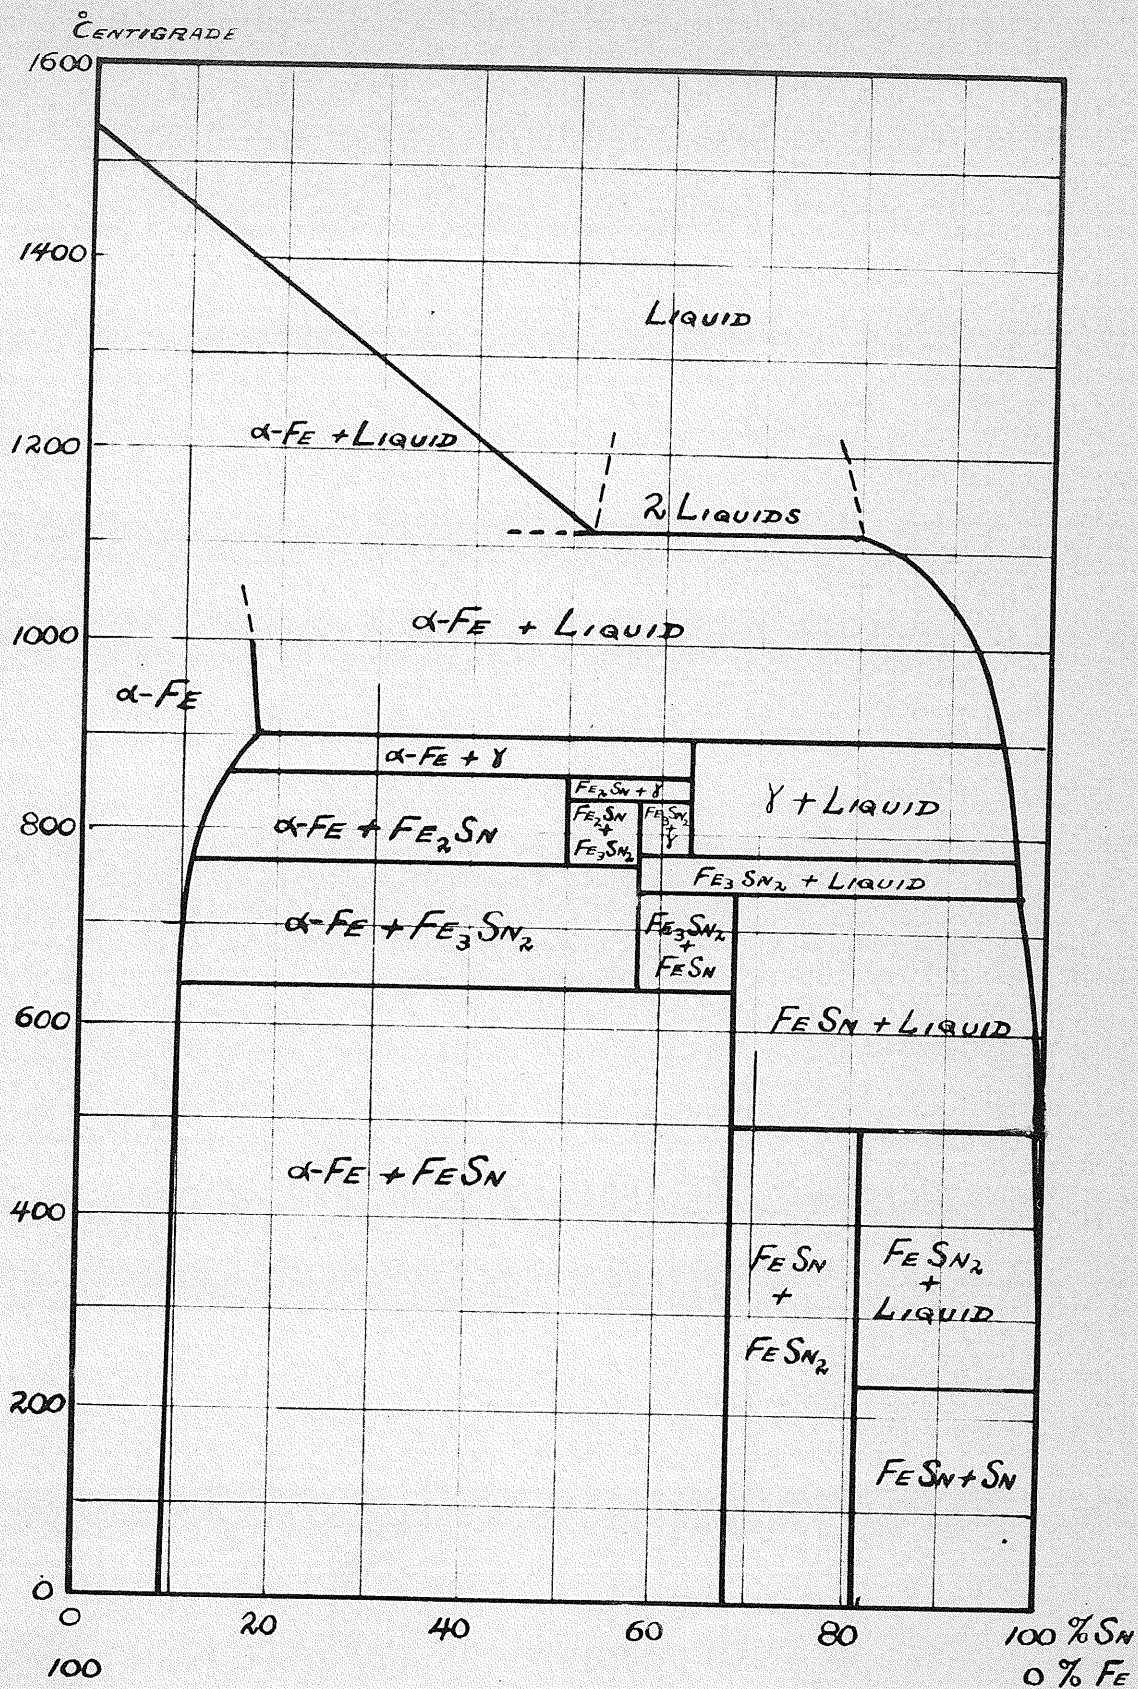 °CENTIGRADE
1600
1400
LIQUID
α-FE + LIQUID
1200
2 LIQUIDS
α-FE + LIQUID
1000
α-FE
α-FE + γ
FE₂SN + γ
γ + LIQUID
800
α-FE + FE₂SN
FE₂SN
+
FE₃SN₂
FE₃SN₂
+
γ
FE₃SN₂ + LIQUID
α-FE + FE₃SN₂
FE₃SN₂
+
FESN
600
FESN + LIQUID
α-FE + FESN
400
FESN
+
FESN₂
FESN₂
+
LIQUID
200
FESN + SN
0
0 20 40 60 80 100 % SN
100 0 % FE